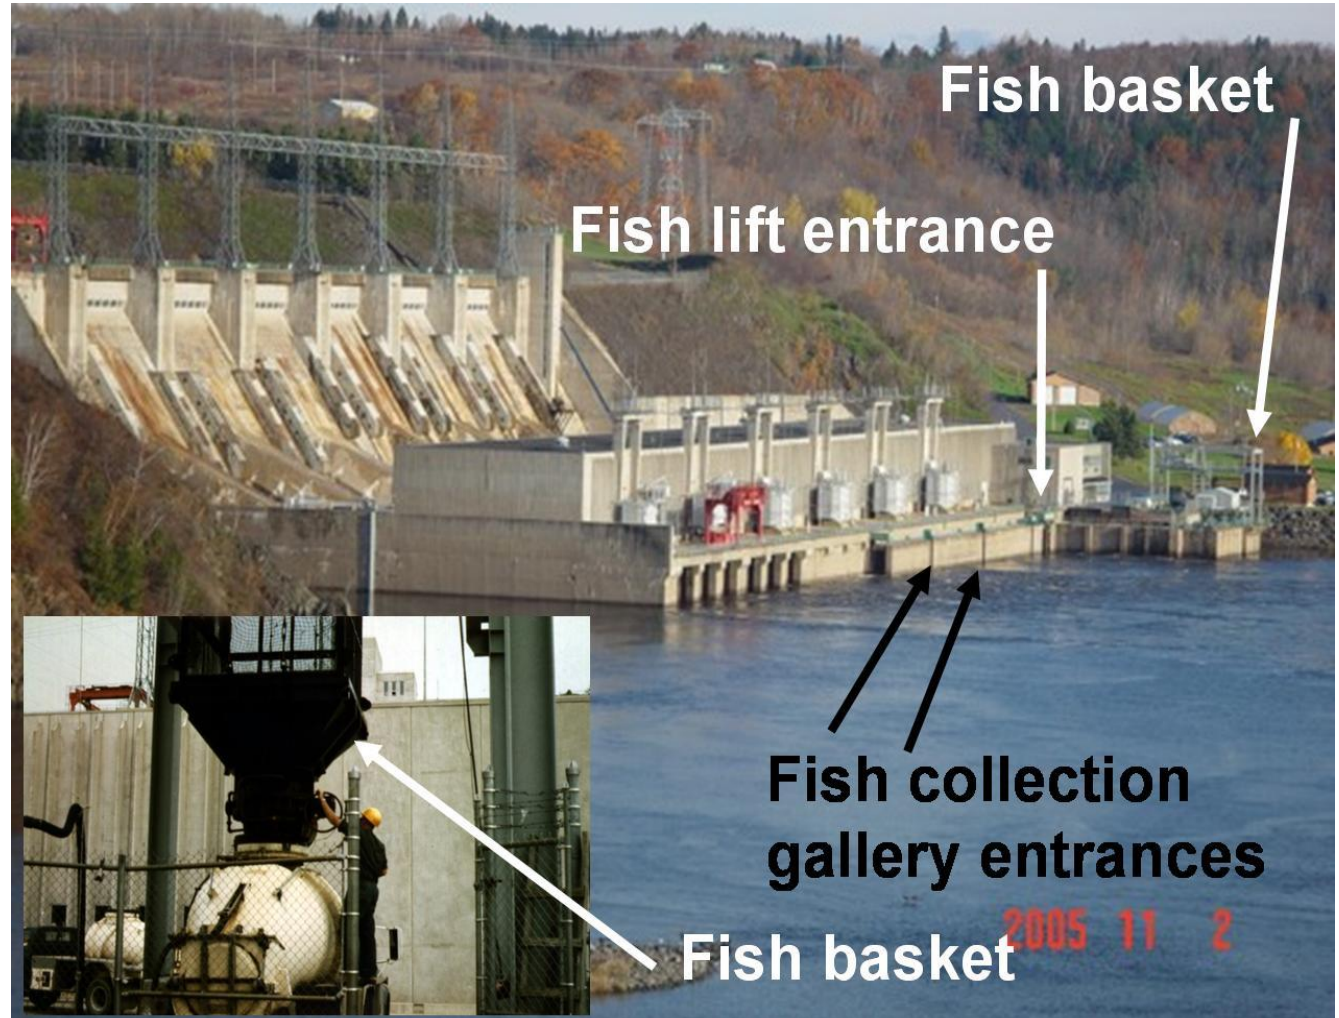 Fish basket
Fish lift entrance
Fish collection
gallery entrances
2005 11 2
Fish basket